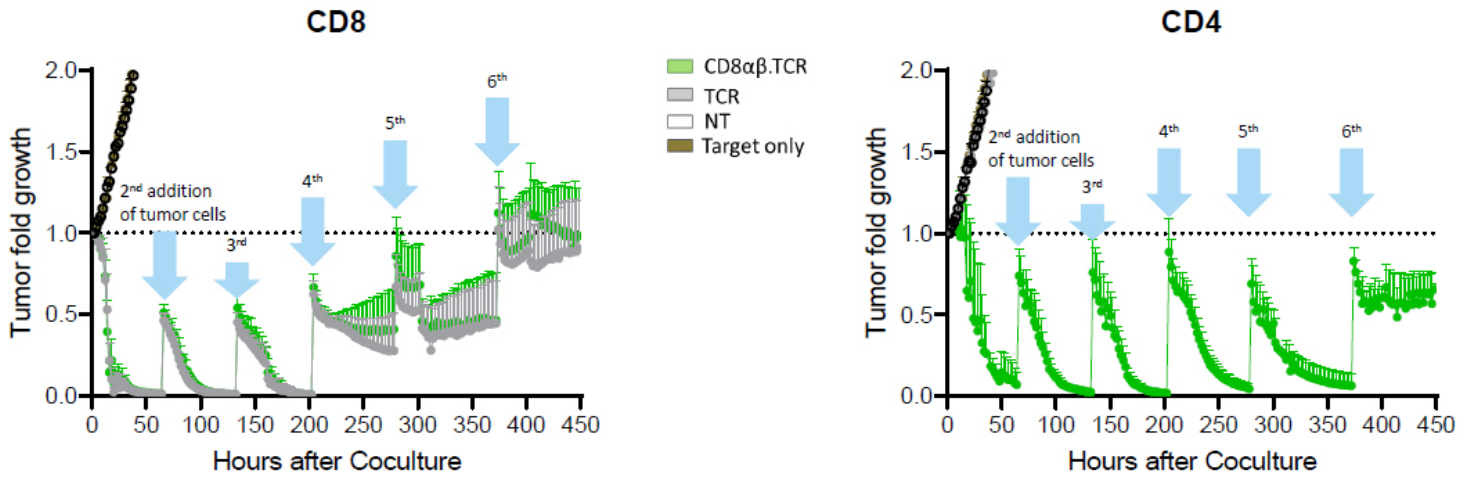 CD8
CD4
2.0
1.5
1.0
0.5
0.0
Tumor fold growth
2nd addition
of tumor cells
3rd
4th
5th
6th
0 50 100 150 200 250 300 350 400 450
Hours after Coculture
CD8αβ.TCR
TCR
NT
Target only
2.0
1.5
1.0
0.5
0.0
Tumor fold growth
2nd addition
of tumor cells
3rd
4th
5th
6th
0 50 100 150 200 250 300 350 400 450
Hours after Coculture